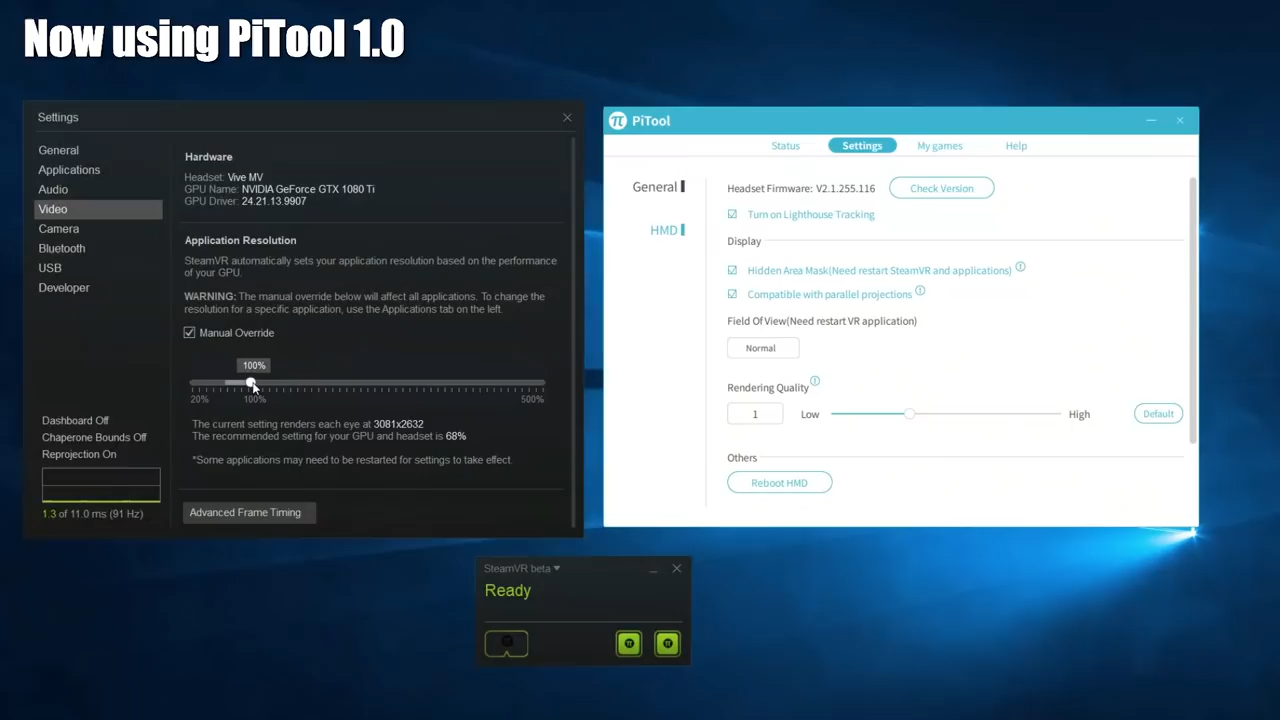 Now using PiTool 1.0
Settings
General
Applications
Audio
Video
Camera
Bluetooth
USB
Developer
Dashboard Off
Chaperone Bounds Off
Reprojection On
1.3 of 11.0 ms (91 Hz)
Hardware
Headset: Vive MV
GPU Name: NVIDIA GeForce GTX 1080 Ti
GPU Driver: 24.21.13.9907
Application Resolution
SteamVR automatically sets your application resolution based on the performance
of your GPU.
WARNING: The manual override below will affect all applications. To change the
resolution for a specific application, use the Applications tab on the left.
Manual Override
100%
20% 100% 500%
The current setting renders each eye at 3081x2632
The recommended setting for your GPU and headset is 68%
*Some applications may need to be restarted for settings to take effect.
Advanced Frame Timing
PiTool
Status Settings My games Help
General
HMD
Headset Firmware: V2.1.255.116 Check Version
Turn on Lighthouse Tracking
Display
Hidden Area Mask(Need restart SteamVR and applications)
Compatible with parallel projections
Field Of View(Need restart VR application)
Normal
Rendering Quality
1 Low High Default
Others
Reboot HMD
SteamVR beta
Ready